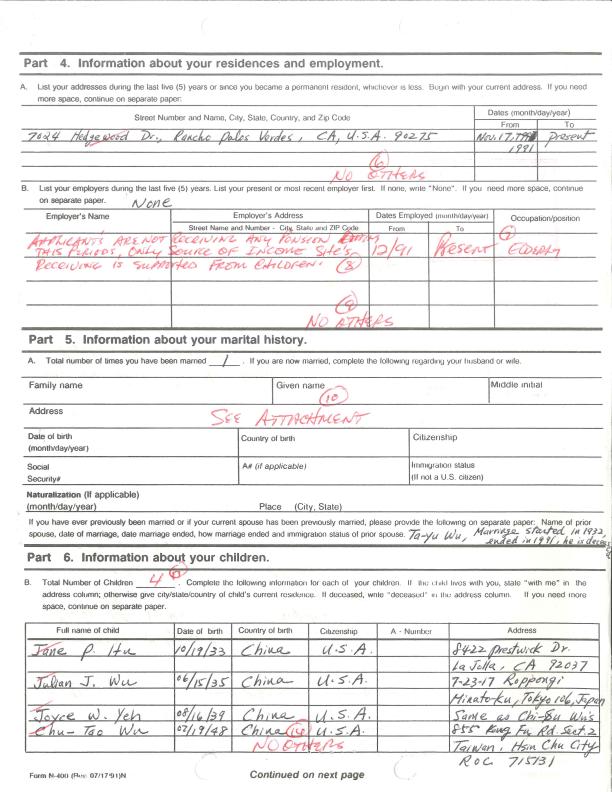 Part 4. Information about your residences and employment.
A. List your addresses during the last five (5) years or since you became a permanent resident, whichever is less. Begin with your current address. If you need
more space, continue on separate paper:
Street Number and Name, City, State, Country, and Zip Code
Dates (month/day/year)
From To
7024 Hedgewood Dr., Rancho Palos Verdes, CA, U.S.A. 90275 Nov. 17, Present
1991
6
NO OTHERS
B. List your employers during the last five (5) years. List your present or most recent employer first. If none, write "None". If you need more space, continue
on separate paper. None
Employer's Name Employer's Address Dates Employed (month/day/year) Occupation/position
Street Name and Number - City, State and ZIP Code From To
APPLICANTS ARE NOT RECEIVING ANY PENSION
THIS PERIODS, ONLY SOURCE OF INCOME SHE'S 12/91 PRESENT ELDERLY
RECEIVING IS SUPPORTED FROM CHILDREN. 8
9
NO OTHERS
Part 5. Information about your marital history.
A. Total number of times you have been married 1 . If you are now married, complete the following regarding your husband or wife.
Family name Given name Middle initial
10
Address SEE ATTACHMENT
Date of birth
(month/day/year) Country of birth Citizenship
Social
Security# A# (if applicable) Immigration status
(If not a U.S. citizen)
Naturalization (If applicable)
(month/day/year) Place (City, State)
If you have ever previously been married or if your current spouse has been previously married, please provide the following on separate paper: Name of prior
spouse, date of marriage, date marriage ended, how marriage ended and immigration status of prior spouse. Ta-yu Wu, Marriage started in 1932,
ended in 1991, he is
Part 6. Information about your children.
B. Total Number of Children 4 . Complete the following information for each of your children. If the child lives with you, state "with me" in the
address column; otherwise give city/state/country of child's current residence. If deceased, write "deceased" in the address column. If you need more
space, continue on separate paper.
Full name of child Date of birth Country of birth Citizenship A - Number Address
Jane P. Hu 10/19/33 China U.S.A. 8422 Prestwick Dr.
La Jolla, CA 92037
Julian J. Wu 06/15/35 China U.S.A. 7-23-17 Roppongi
Minato-ku, Tokyo 106, Japan
Joyce W. Yeh 08/16/39 China U.S.A. Same as Chi-Sou Wu's
Chu-Tao Wu 02/19/48 China U.S.A. 855 Kung Fu Rd. Sect. 2
NO OTHERS Taiwan, Hsin Chu City
R.O.C 715131
Form N-400 (Rev. 07/17/91)N Continued on next page